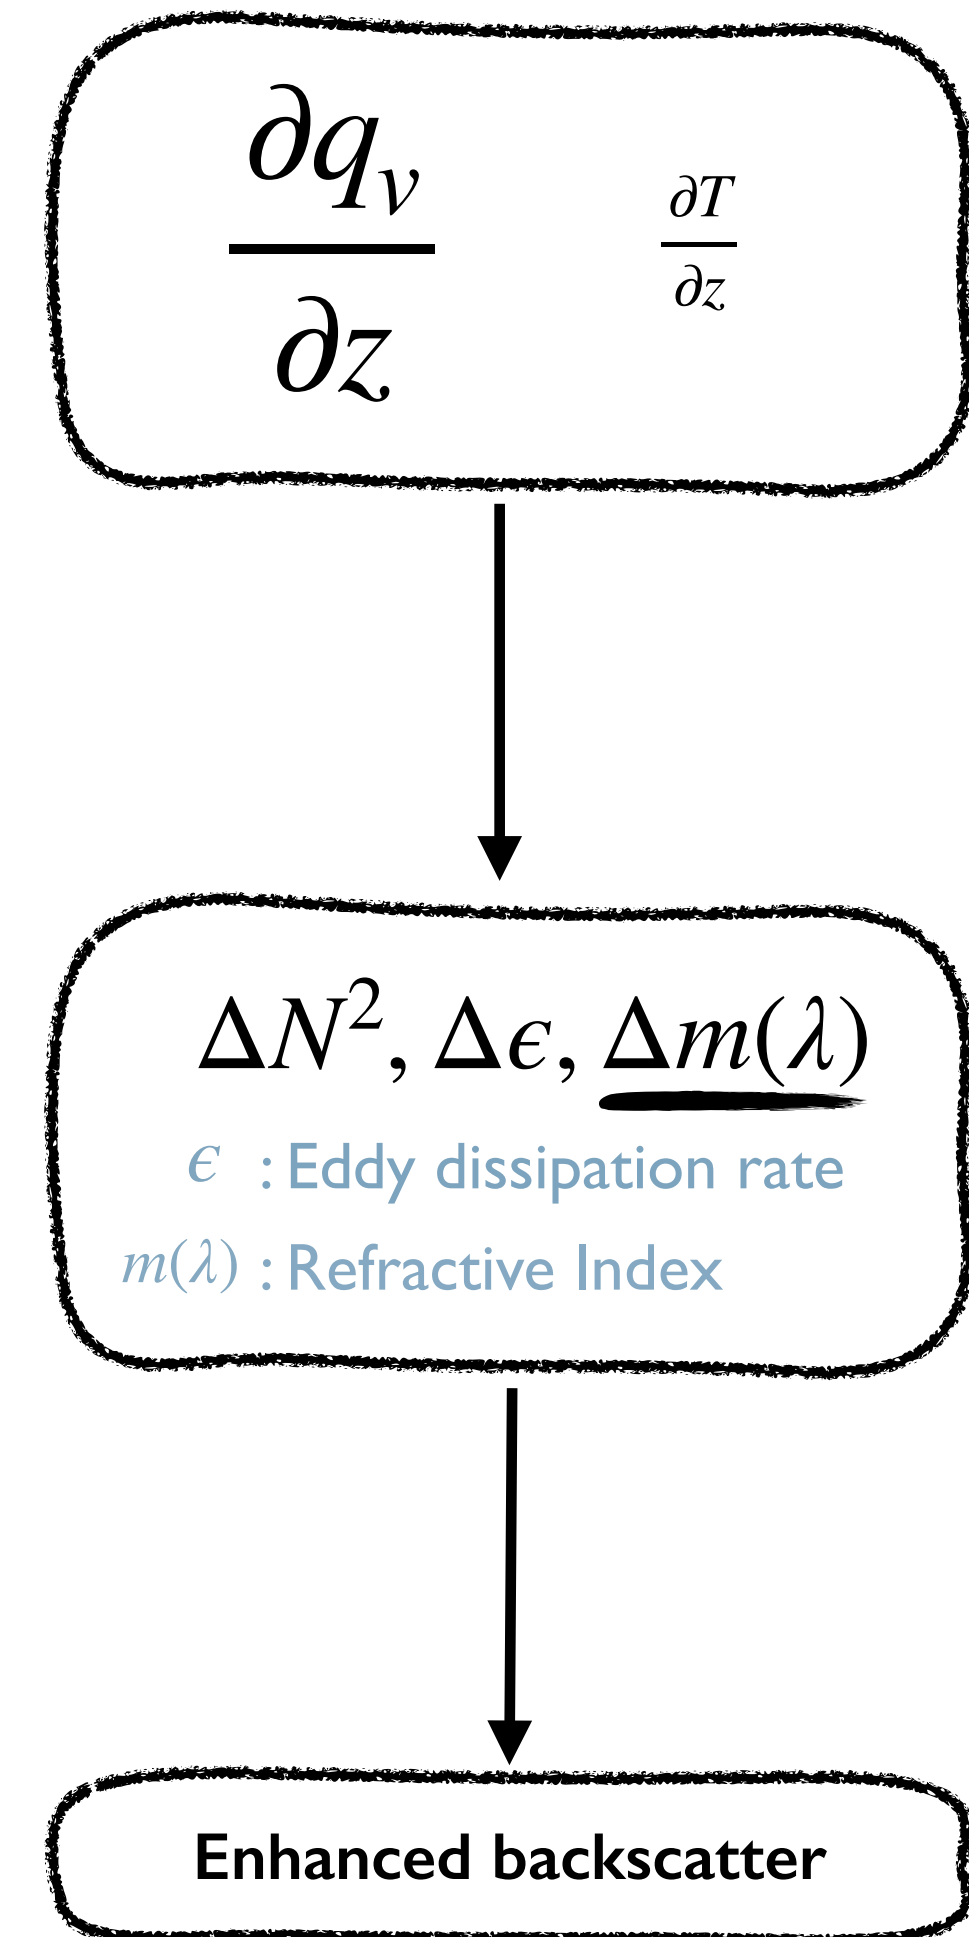 ∂q_v/∂z ∂T/∂z
ΔN², Δϵ, Δm(λ)
ϵ : Eddy dissipation rate
m(λ) : Refractive Index
Enhanced backscatter